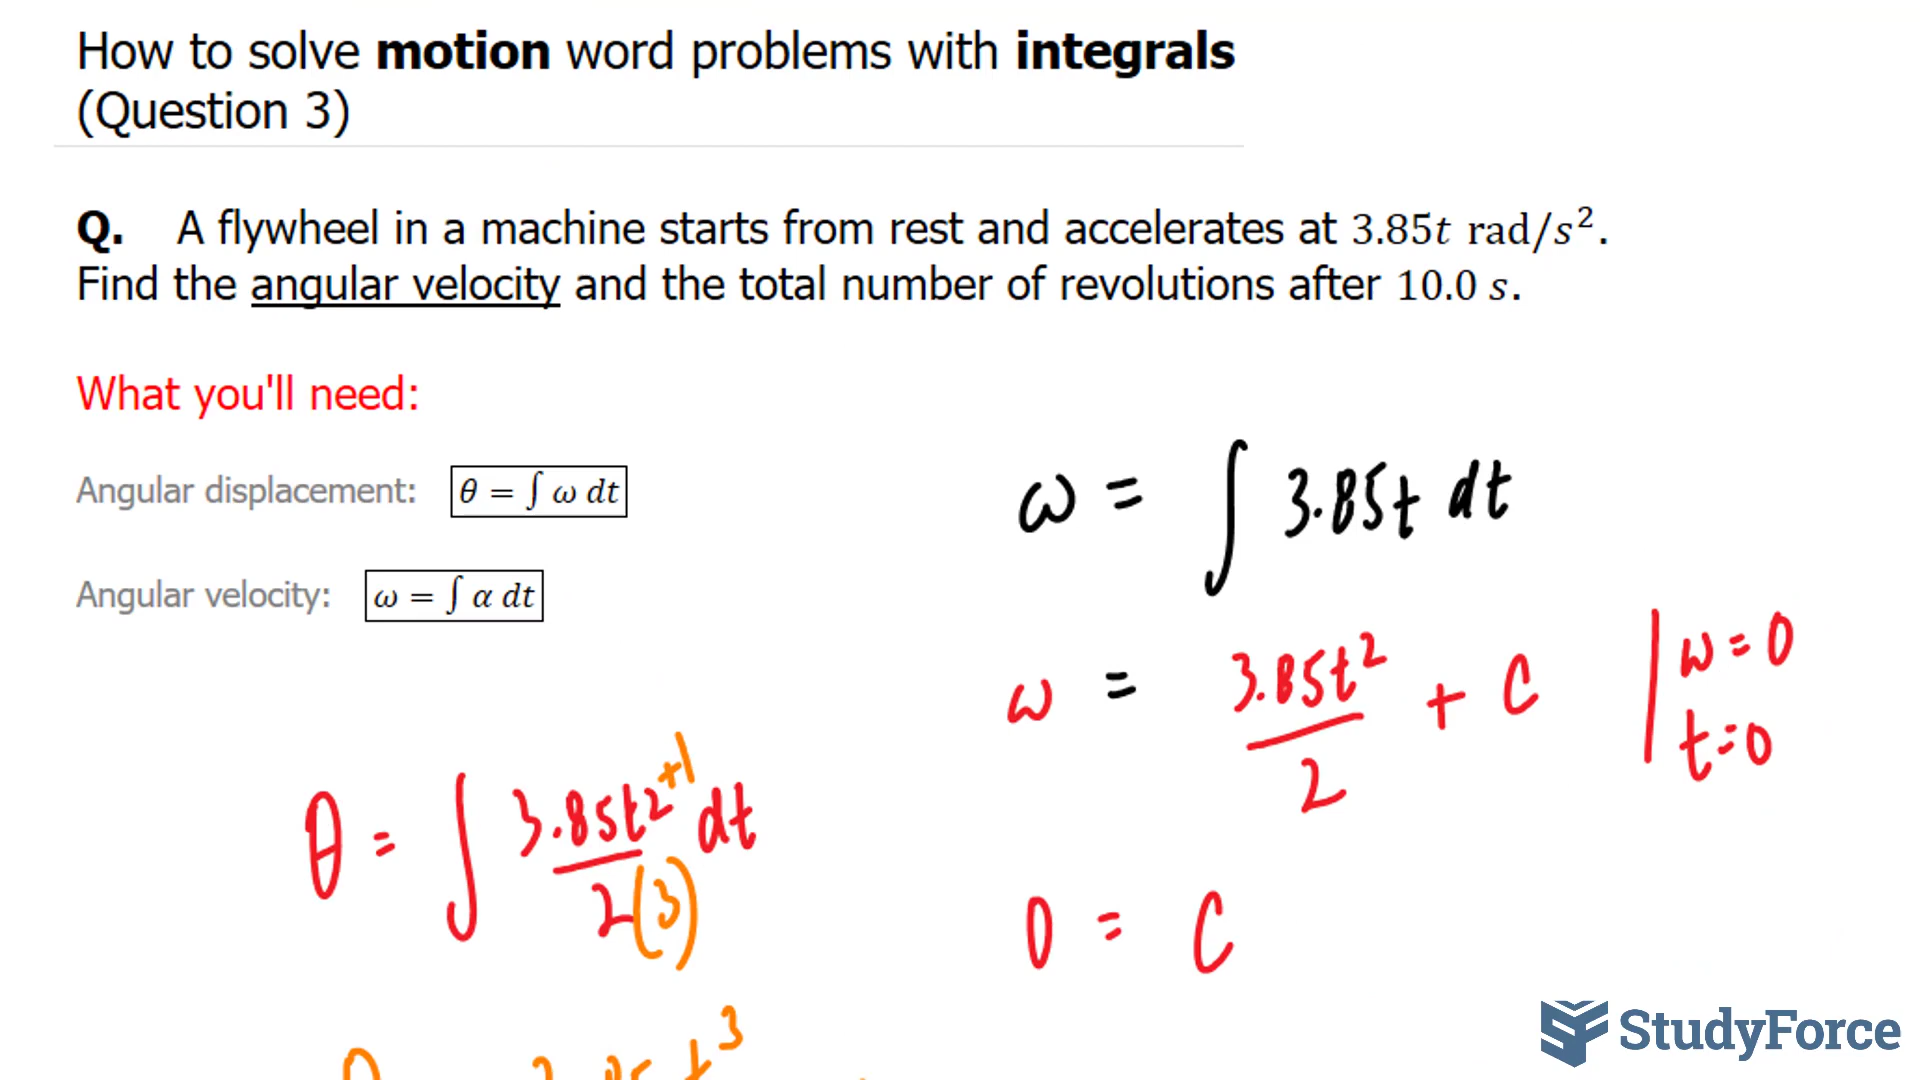 How to solve motion word problems with integrals
(Question 3)
Q. A flywheel in a machine starts from rest and accelerates at 3.85t rad/s².
Find the angular velocity and the total number of revolutions after 10.0 s.
What you'll need:
Angular displacement: θ = ∫ ω dt
Angular velocity: ω = ∫ α dt
ω = ∫ 3.85t dt
ω = 3.85t²/2 + C | ω=0 t=0
θ = ∫ 3.85t²⁺¹/2(3) dt
0 = C
StudyForce